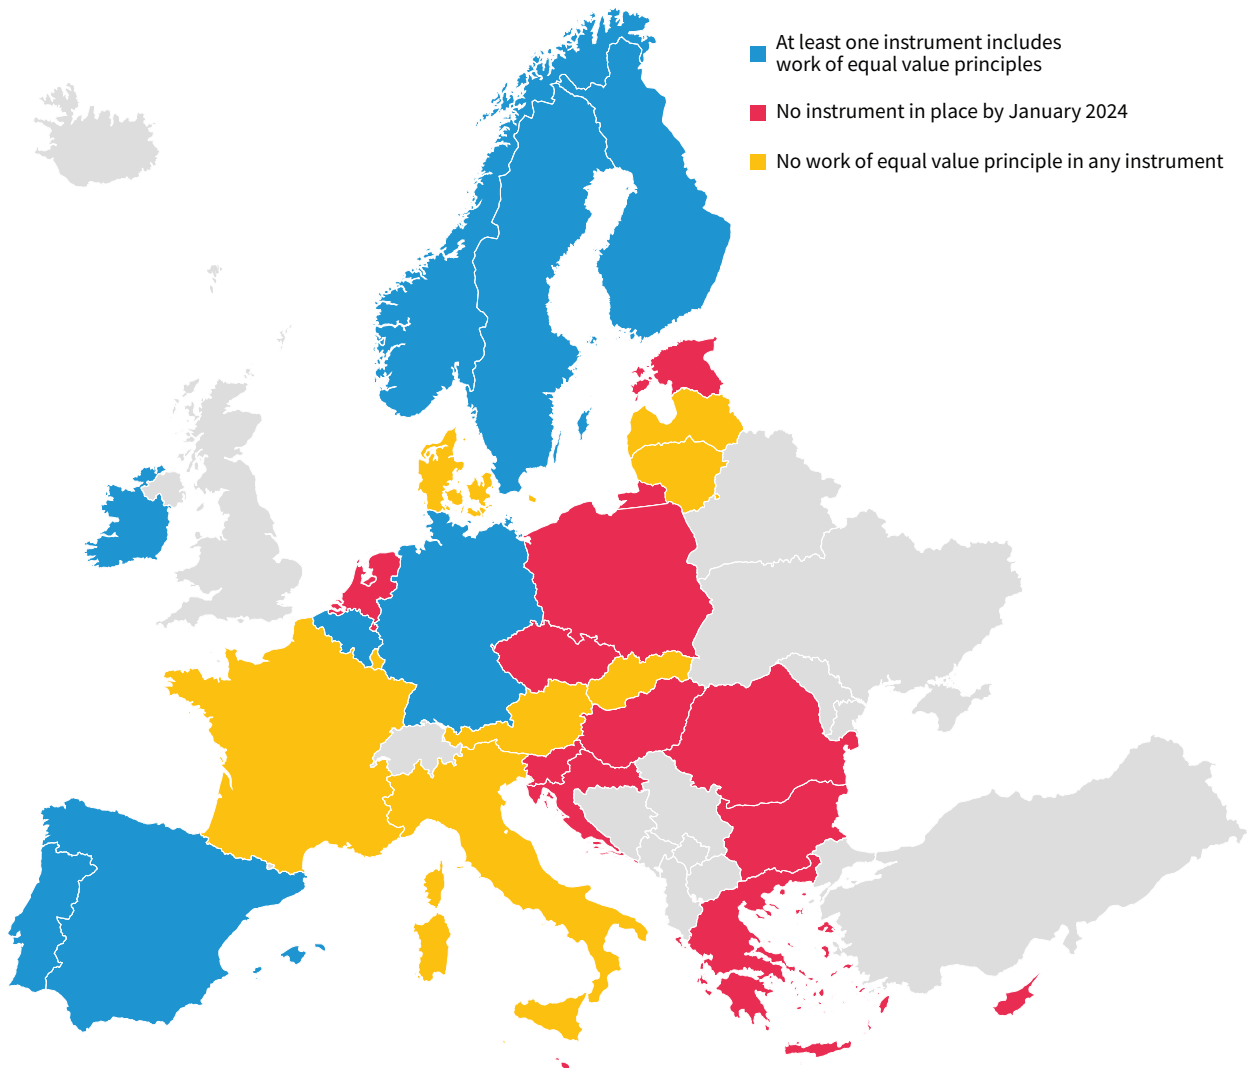 At least one instrument includes
work of equal value principles
No instrument in place by January 2024
No work of equal value principle in any instrument